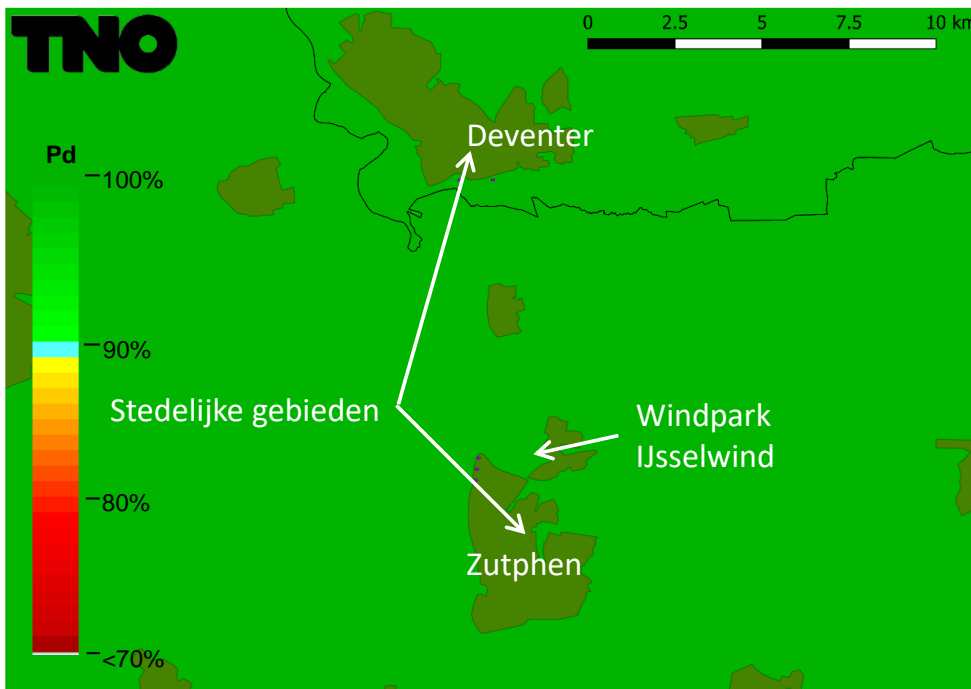 TNO
0 2.5 5 7.5 10 km
Deventer
Pd
100%
90%
Stedelijke gebieden
Windpark
IJsselwind
80%
Zutphen
<70%